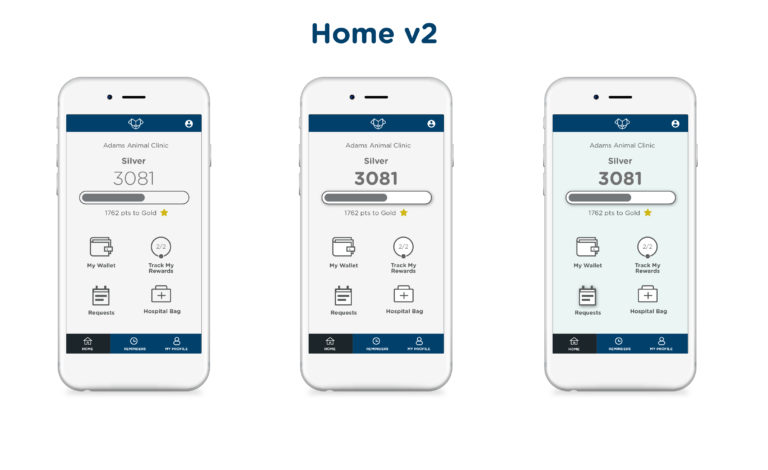 Home v2
Adams Animal Clinic
Silver
3081
1762 pts to Gold
My Wallet
2/2
Track My
Rewards
Requests
Hospital Bag
HOME
REMINDERS
MY PROFILE
Adams Animal Clinic
Silver
3081
1762 pts to Gold
My Wallet
2/2
Track My
Rewards
Requests
Hospital Bag
HOME
REMINDERS
MY PROFILE
Adams Animal Clinic
Silver
3081
1762 pts to Gold
My Wallet
2/2
Track My
Rewards
Requests
Hospital Bag
HOME
REMINDERS
MY PROFILE